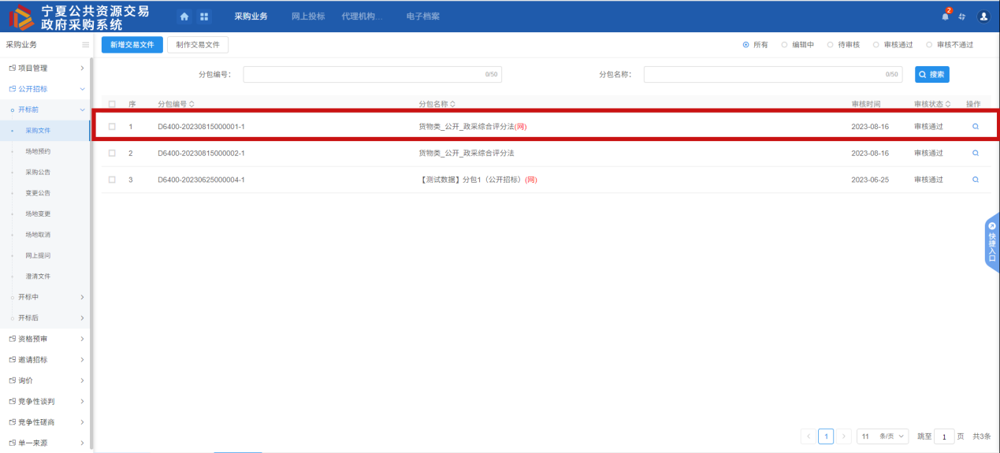 宁夏公共资源交易
政府采购系统
采购业务 网上投标 代理机构... 电子档案
2
采购业务
新增交易文件 制作交易文件 所有 编辑中 待审核 审核通过 审核不通过
项目管理
公开招标
开标前
采购文件
场地预约
采购公告
变更公告
场地变更
场地取消
网上提问
澄清文件
开标中
开标后
资格预审
邀请招标
询价
竞争性谈判
竞争性磋商
单一来源
分包编号： 0/50 分包名称： 0/50 搜索
序 分包编号 分包名称 审核时间 审核状态 操作
1 D6400-20230815000001-1 货物类_公开_政采综合评分法(网) 2023-08-16 审核通过
2 D6400-20230815000002-1 货物类_公开_政采综合评分法 2023-08-16 审核通过
3 D6400-20230625000004-1 【测试数据】分包1（公开招标）(网) 2023-06-25 审核通过
快捷入口
1 11 条/页 跳至 1 页 共3条